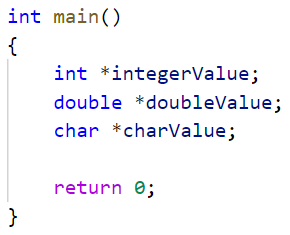 int main()
{
    int *integerValue;
    double *doubleValue;
    char *charValue;

    return 0;
}